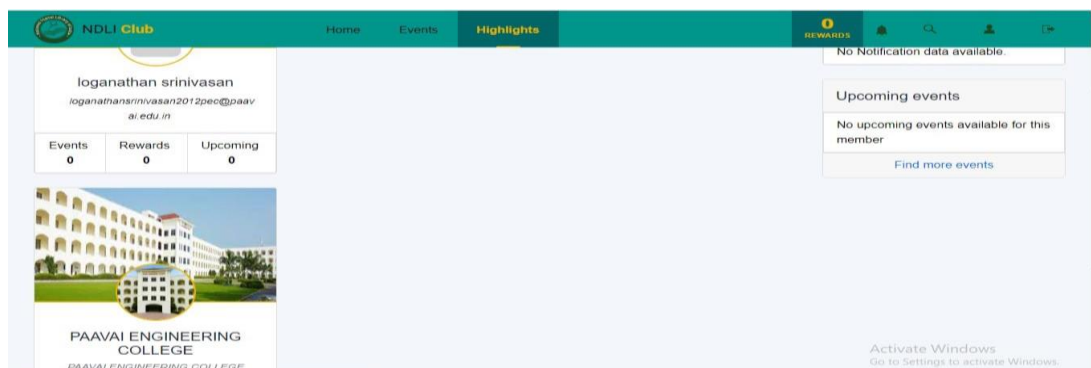 NDLI Club
Home
Events
Highlights
0
REWARDS
No Notification data available.
loganathan srinivasan
loganathansrinivasan2012pec@paav
ai.edu.in
Events
0
Rewards
0
Upcoming
0
Upcoming events
No upcoming events available for this
member
Find more events
PAAVAI ENGINEERING
COLLEGE
PAAVAI ENGINEERING COLLEGE
Activate Windows
Go to Settings to activate Windows.